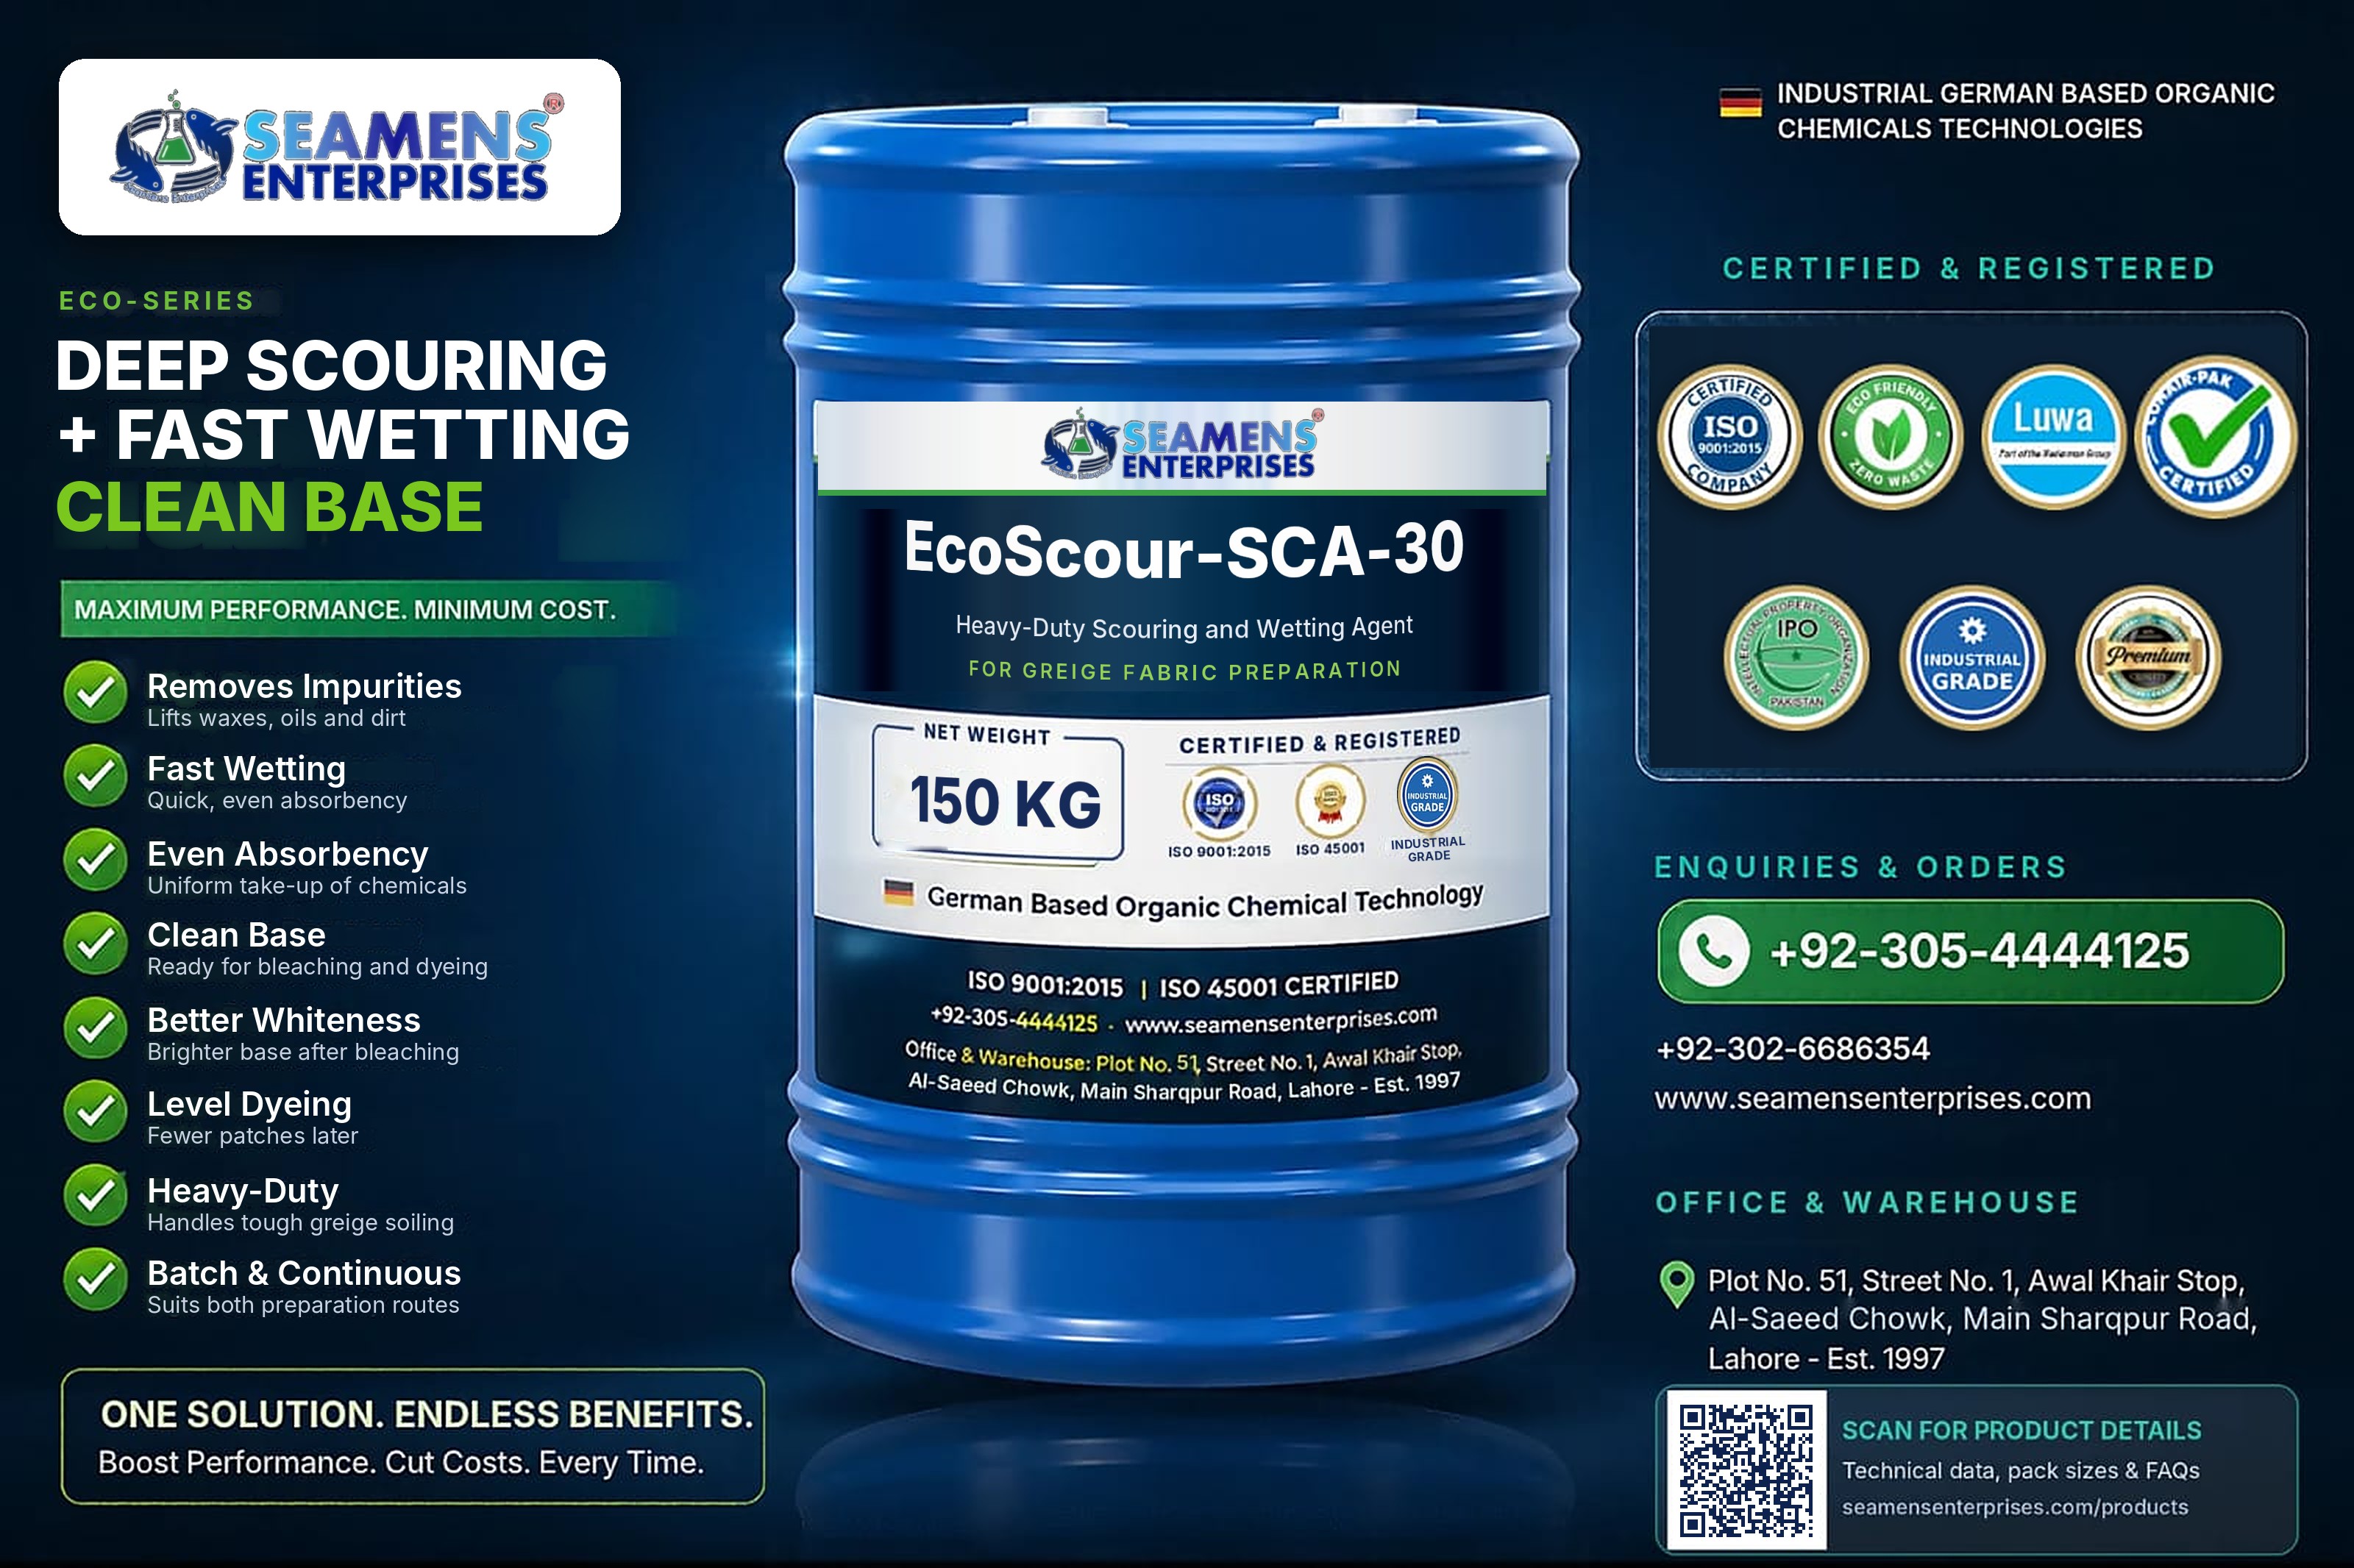 SEAMENS ®
ENTERPRISES
ECO-SERIES
DEEP SCOURING
+ FAST WETTING
CLEAN BASE
MAXIMUM PERFORMANCE. MINIMUM COST.
Removes Impurities
Lifts waxes, oils and dirt
Fast Wetting
Quick, even absorbency
Even Absorbency
Uniform take-up of chemicals
Clean Base
Ready for bleaching and dyeing
Better Whiteness
Brighter base after bleaching
Level Dyeing
Fewer patches later
Heavy-Duty
Handles tough greige soiling
Batch & Continuous
Suits both preparation routes
ONE SOLUTION. ENDLESS BENEFITS.
Boost Performance. Cut Costs. Every Time.
SEAMENS ®
ENTERPRISES
EcoScour-SCA-30
Heavy-Duty Scouring and Wetting Agent
FOR GREIGE FABRIC PREPARATION
NET WEIGHT
150 KG
CERTIFIED & REGISTERED
ISO
INDUSTRIAL
GRADE
ISO 9001:2015
ISO 45001
INDUSTRIAL
GRADE
German Based Organic Chemical Technology
ISO 9001:2015 | ISO 45001 CERTIFIED
+92-305-4444125 · www.seamensenterprises.com
Office & Warehouse: Plot No. 51, Street No. 1, Awal Khair Stop,
Al-Saeed Chowk, Main Sharqpur Road, Lahore - Est. 1997
INDUSTRIAL GERMAN BASED ORGANIC
CHEMICALS TECHNOLOGIES
CERTIFIED & REGISTERED
CERTIFIED
ISO
9001:2015
COMPANY
ECO FRIENDLY
ZERO WASTE
Luwa
Part of the
Group
CERTIFIED
INTELLECTUAL PROPERTY ORGANIZATION
IPO
PAKISTAN
INDUSTRIAL
GRADE
Premium
ENQUIRIES & ORDERS
+92-305-4444125
+92-302-6686354
www.seamensenterprises.com
OFFICE & WAREHOUSE
Plot No. 51, Street No. 1, Awal Khair Stop,
Al-Saeed Chowk, Main Sharqpur Road,
Lahore - Est. 1997
SCAN FOR PRODUCT DETAILS
Technical data, pack sizes & FAQs
seamensenterprises.com/products